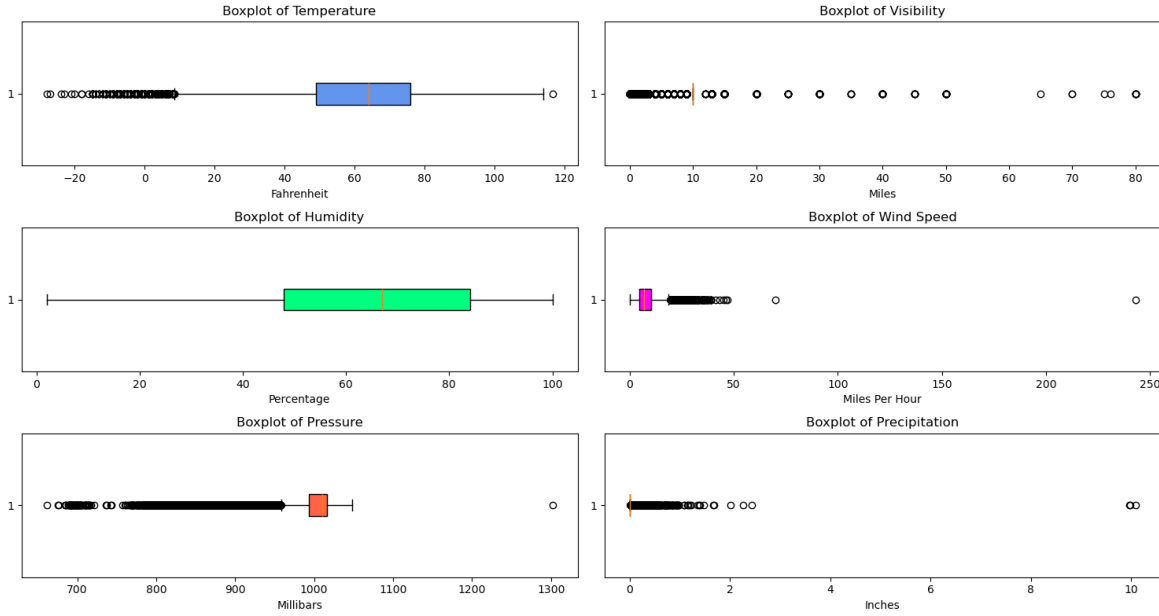 Boxplot of Temperature
1
−20 0 20 40 60 80 100 120
Fahrenheit
Boxplot of Visibility
1
0 10 20 30 40 50 60 70 80
Miles
Boxplot of Humidity
1
0 20 40 60 80 100
Percentage
Boxplot of Wind Speed
1
0 50 100 150 200 250
Miles Per Hour
Boxplot of Pressure
1
700 800 900 1000 1100 1200 1300
Millibars
Boxplot of Precipitation
1
0 2 4 6 8 10
Inches